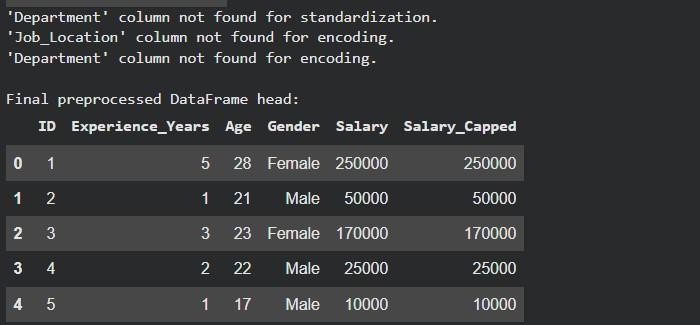 'Department' column not found for standardization.
'Job_Location' column not found for encoding.
'Department' column not found for encoding.
Final preprocessed DataFrame head:
ID Experience_Years Age Gender Salary Salary_Capped
0 1 5 28 Female 250000 250000
1 2 1 21 Male 50000 50000
2 3 3 23 Female 170000 170000
3 4 2 22 Male 25000 25000
4 5 1 17 Male 10000 10000